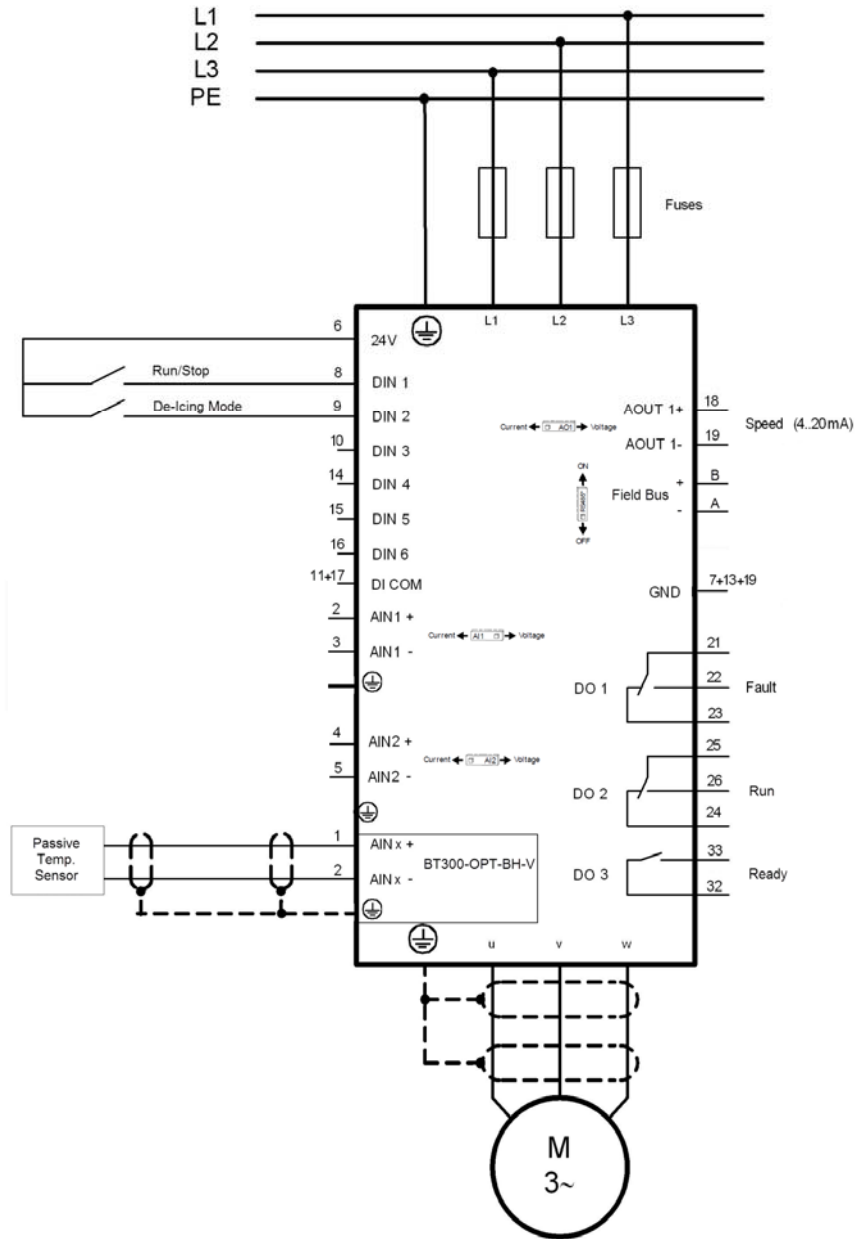 L1
L2
L3
PE
Fuses
L1 L2 L3
6 24V
Run/Stop 8 DIN 1
De-Icing Mode 9 DIN 2
10 DIN 3
14 DIN 4
15 DIN 5
16 DIN 6
11+17 DI COM
2 AIN1 +
3 AIN1 -
4 AIN2 +
5 AIN2 -
Passive
Temp.
Sensor
1 AIN x +
2 AIN x -
BT300-OPT-BH-V
Current AO1 Voltage
ON
RS485
OFF
Current AI1 Voltage
Current AI2 Voltage
AOUT 1+ 18
AOUT 1- 19
Speed (4..20mA)
Field Bus + B
- A
GND 7+13+19
21
DO 1 22 Fault
23
25
DO 2 26 Run
24
33
DO 3 Ready
32
u v w
M
3~